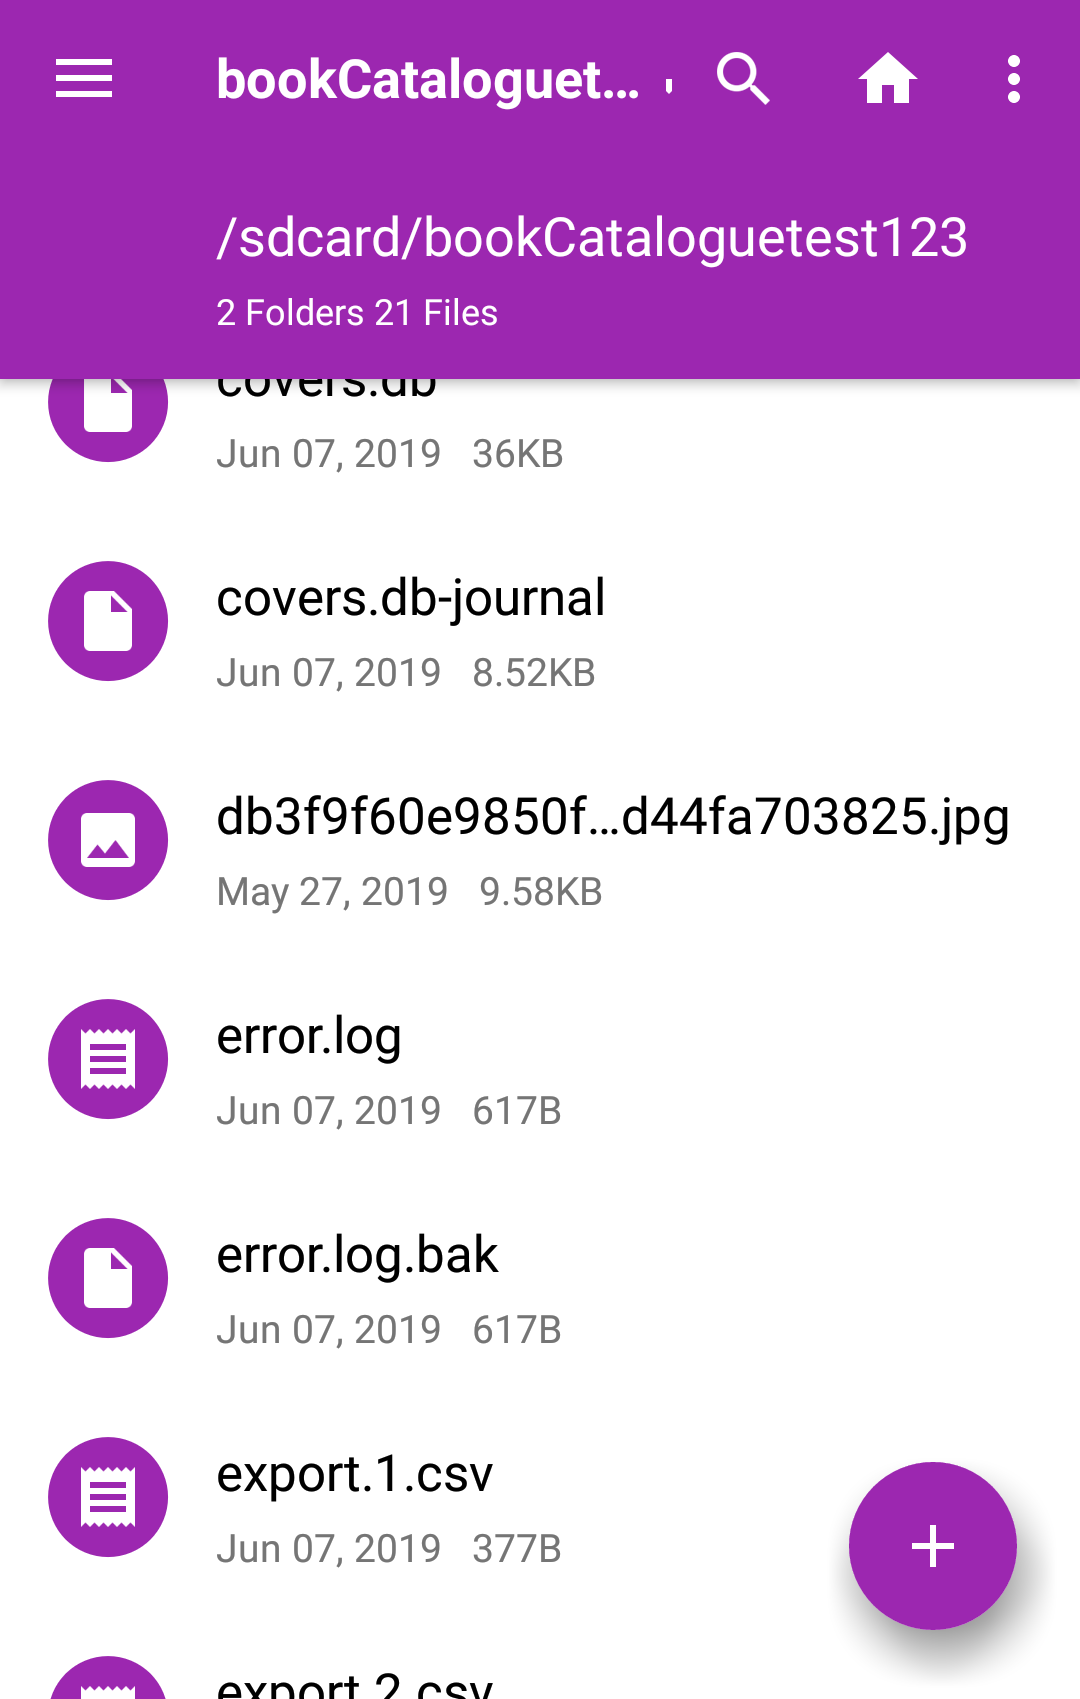 bookCataloguet...
/sdcard/bookCataloguetest123
2 Folders 21 Files
covers.db
Jun 07, 2019 36KB
covers.db-journal
Jun 07, 2019 8.52KB
db3f9f60e9850f...d44fa703825.jpg
May 27, 2019 9.58KB
error.log
Jun 07, 2019 617B
error.log.bak
Jun 07, 2019 617B
export.1.csv
Jun 07, 2019 377B
export.2.csv